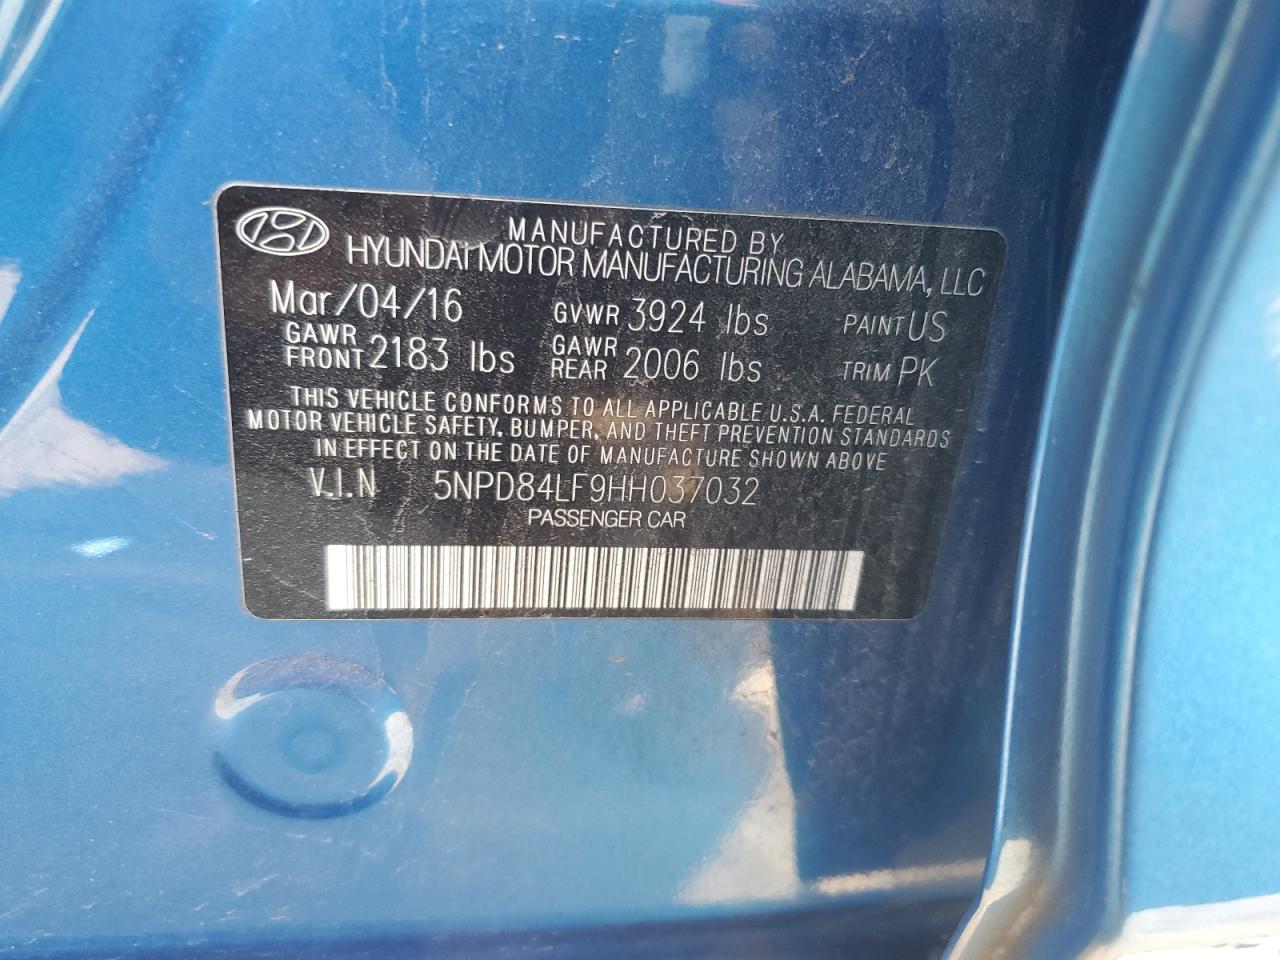 MANUFACTURED BY
HYUNDAI MOTOR MANUFACTURING ALABAMA, LLC
Mar/04/16 GVWR 3924 lbs PAINT US
GAWR FRONT 2183 lbs GAWR REAR 2006 lbs TRIM PK
THIS VEHICLE CONFORMS TO ALL APPLICABLE U.S.A. FEDERAL
MOTOR VEHICLE SAFETY, BUMPER, AND THEFT PREVENTION STANDARDS
IN EFFECT ON THE DATE OF MANUFACTURE SHOWN ABOVE
V.I.N 5NPD84LF9HH037032
PASSENGER CAR